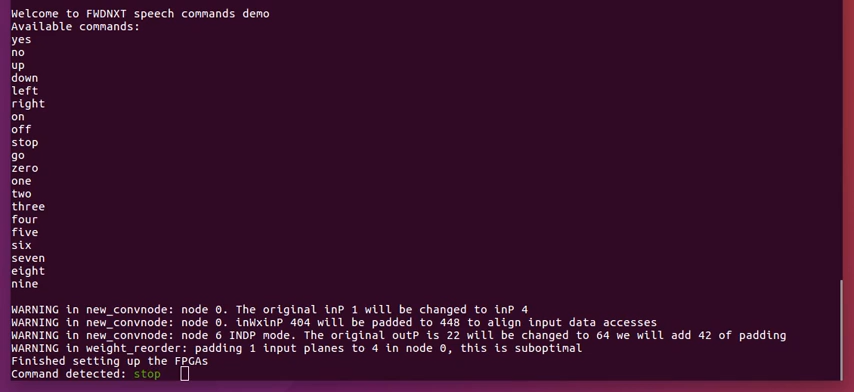 Welcome to FWDNXT speech commands demo
Available commands:
yes
no
up
down
left
right
on
off
stop
go
zero
one
two
three
four
five
six
seven
eight
nine
WARNING in new_convnode: node 0. The original inP 1 will be changed to inP 4
WARNING in new_convnode: node 0. inWxinP 404 will be padded to 448 to align input data accesses
WARNING in new_convnode: node 6 INDP mode. The original outP is 22 will be changed to 64 we will add 42 of padding
WARNING in weight_reorder: padding 1 input planes to 4 in node 0, this is suboptimal
Finished setting up the FPGAs
Command detected: stop